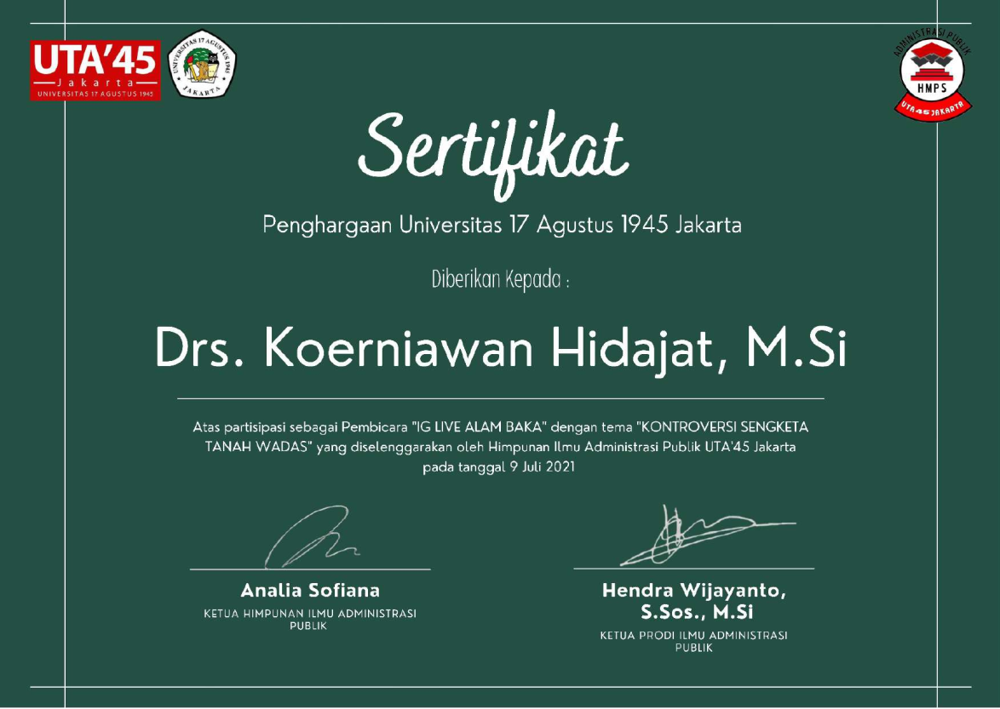 UTA'45
Jakarta
UNIVERSITAS 17 AGUSTUS 1945
UNIVERSITAS 17 AGUSTUS 1945
JAKARTA
ADMINISTRASI PUBLIK
HMPS
UTA45 JAKARTA
Sertifikat
Penghargaan Universitas 17 Agustus 1945 Jakarta
Diberikan Kepada :
Drs. Koerniawan Hidajat, M.Si
Atas partisipasi sebagai Pembicara "IG LIVE ALAM BAKA" dengan tema "KONTROVERSI SENGKETA
TANAH WADAS" yang diselenggarakan oleh Himpunan Ilmu Administrasi Publik UTA'45 Jakarta
pada tanggal 9 Juli 2021
Analia Sofiana
KETUA HIMPUNAN ILMU ADMINISTRASI
PUBLIK
Hendra Wijayanto,
S.Sos., M.Si
KETUA PRODI ILMU ADMINISTRASI
PUBLIK